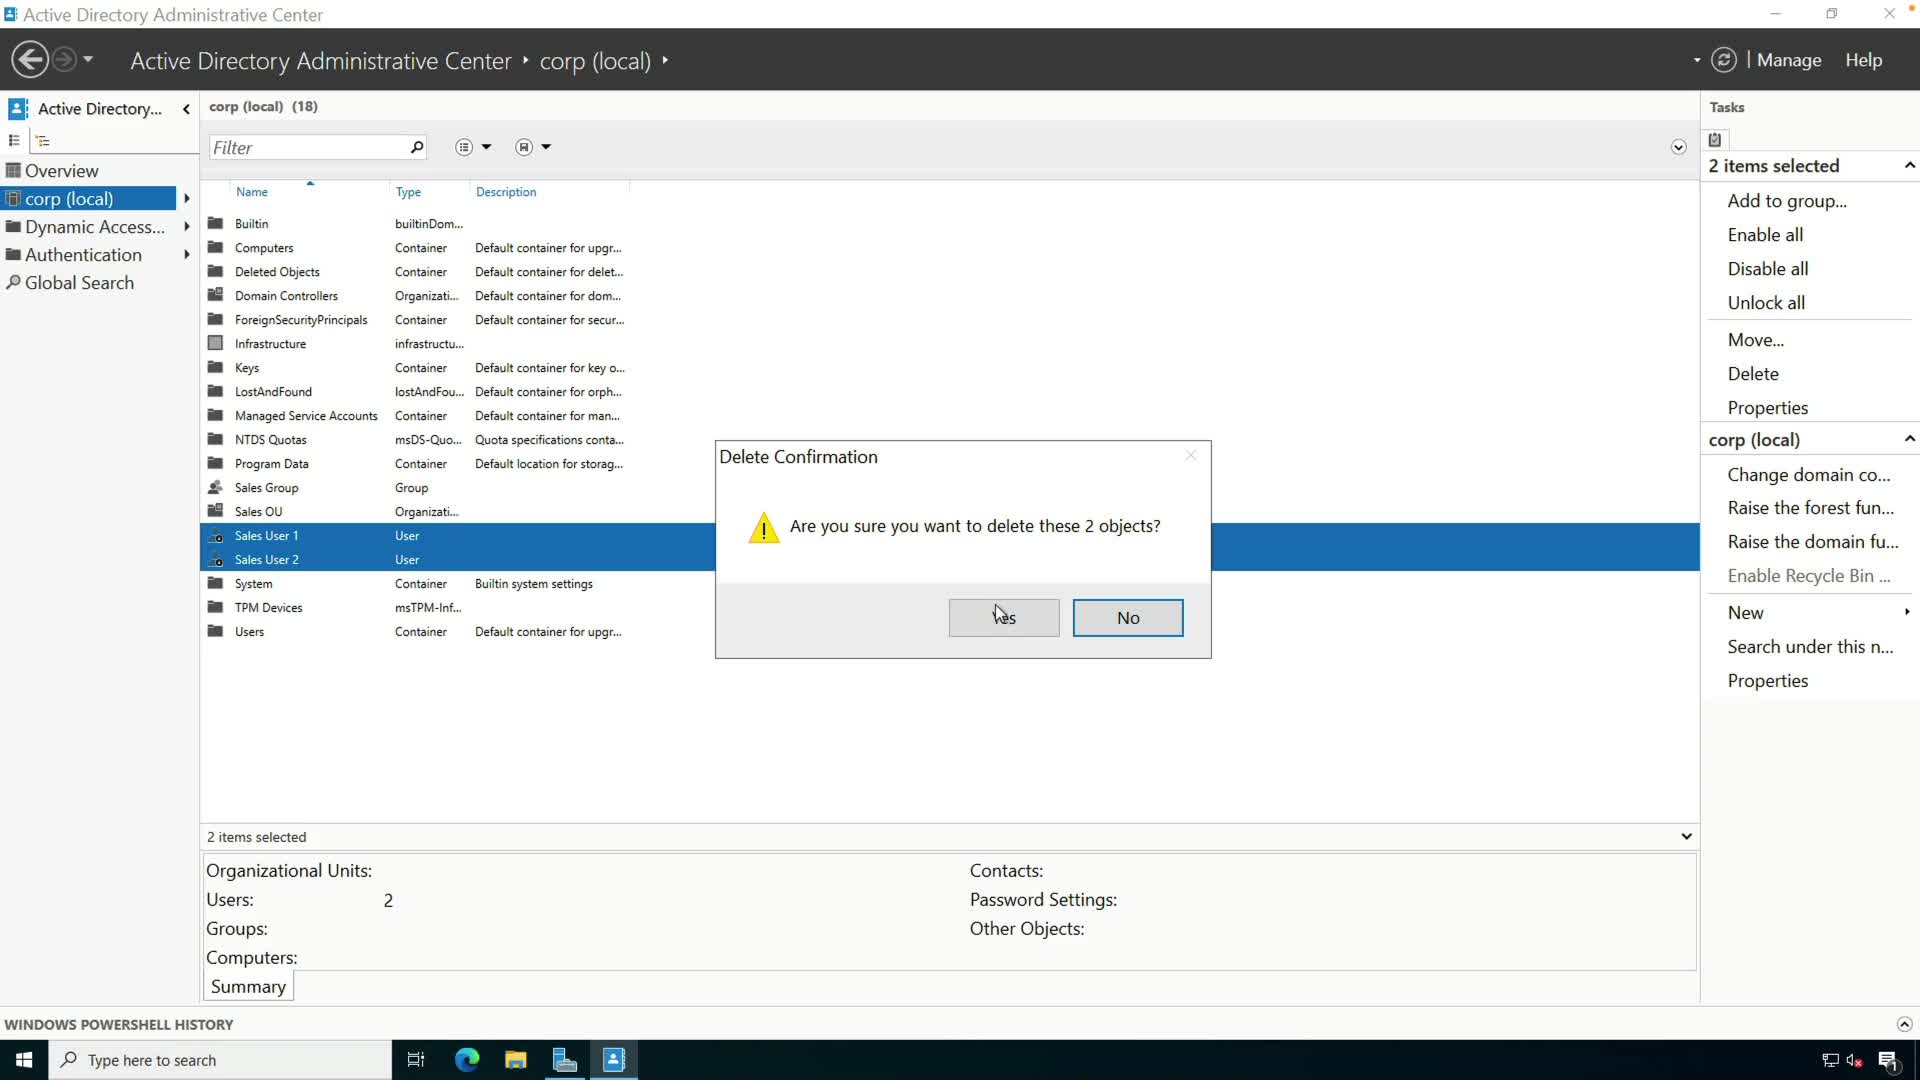 Active Directory Administrative Center
Active Directory Administrative Center • corp (local) •
Manage
Help
Active Directory...
Overview
corp (local)
Dynamic Access...
Authentication
Global Search
corp (local) (18)
Filter
Name Type Description
Builtin builtinDom...
Computers Container Default container for upgr...
Deleted Objects Container Default container for delet...
Domain Controllers Organizati... Default container for dom...
ForeignSecurityPrincipals Container Default container for secur...
Infrastructure infrastructu...
Keys Container Default container for key o...
LostAndFound lostAndFou... Default container for orph...
Managed Service Accounts Container Default container for man...
NTDS Quotas msDS-Quo... Quota specifications conta...
Program Data Container Default location for storag...
Sales Group Group
Sales OU Organizati...
Sales User 1 User
Sales User 2 User
System Container Builtin system settings
TPM Devices msTPM-Inf...
Users Container Default container for upgr...
Delete Confirmation
Are you sure you want to delete these 2 objects?
Yes
No
2 items selected
Organizational Units:
Users: 2
Groups:
Computers:
Contacts:
Password Settings:
Other Objects:
Summary
Tasks
2 items selected
Add to group...
Enable all
Disable all
Unlock all
Move...
Delete
Properties
corp (local)
Change domain co...
Raise the forest fun...
Raise the domain fu...
Enable Recycle Bin ...
New
Search under this n...
Properties
WINDOWS POWERSHELL HISTORY
Type here to search
1